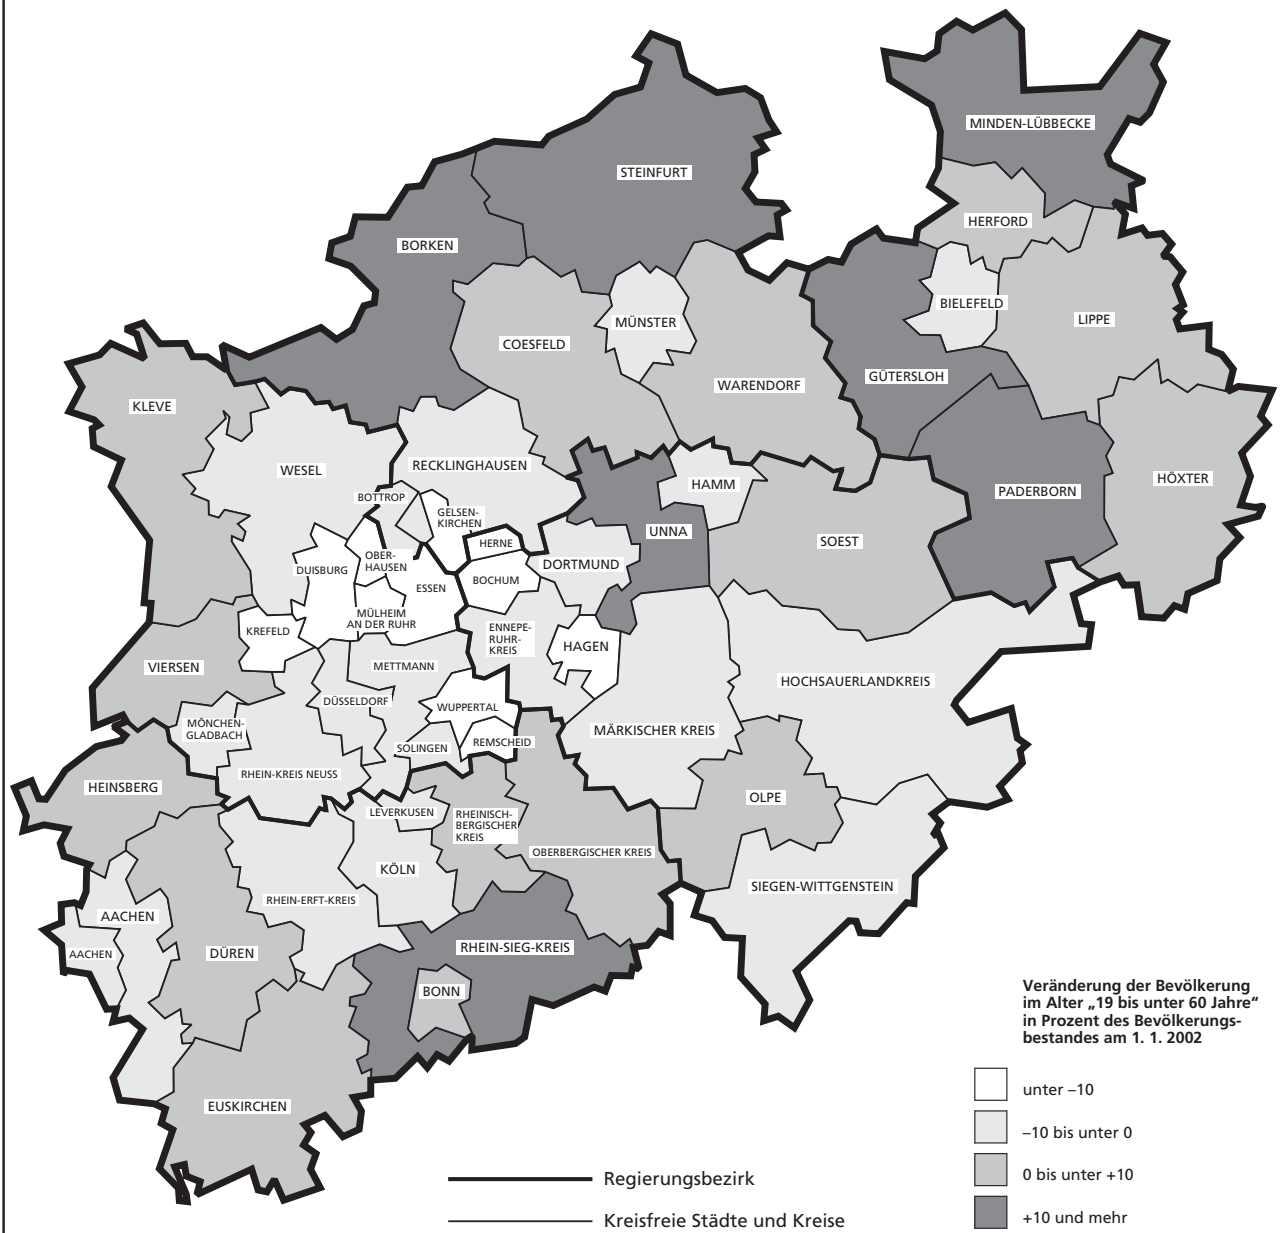 MINDEN-LÜBBECKE
STEINFURT
HERFORD
BORKEN
BIELEFELD
LIPPE
MÜNSTER
COESFELD
GÜTERSLOH
WARENDORF
KLEVE
RECKLINGHAUSEN
WESEL
HÖXTER
HAMM
PADERBORN
BOTTROP
GELSEN-
KIRCHEN
UNNA
SOEST
HERNE
DORTMUND
OBER-
HAUSEN
DUISBURG
BOCHUM
ESSEN
MÜLHEIM
AN DER RUHR
KREFELD
ENNEPE-
RUHR-
KREIS
HAGEN
VIERSEN
METTMANN
HOCHSAUERLANDKREIS
DÜSSELDORF
WUPPERTAL
MÖNCHEN-
GLADBACH
MÄRKISCHER KREIS
REMSCHEID
SOLINGEN
RHEIN-KREIS NEUSS
HEINSBERG
OLPE
LEVERKUSEN
RHEINISCH-
BERGISCHER
KREIS
OBERBERGISCHER KREIS
KÖLN
SIEGEN-WITTGENSTEIN
RHEIN-ERFT-KREIS
AACHEN
RHEIN-SIEG-KREIS
AACHEN
DÜREN
BONN
EUSKIRCHEN
Veränderung der Bevölkerung
im Alter „19 bis unter 60 Jahre“
in Prozent des Bevölkerungs-
bestandes am 1. 1. 2002
unter –10
–10 bis unter 0
0 bis unter +10
+10 und mehr
Regierungsbezirk
Kreisfreie Städte und Kreise